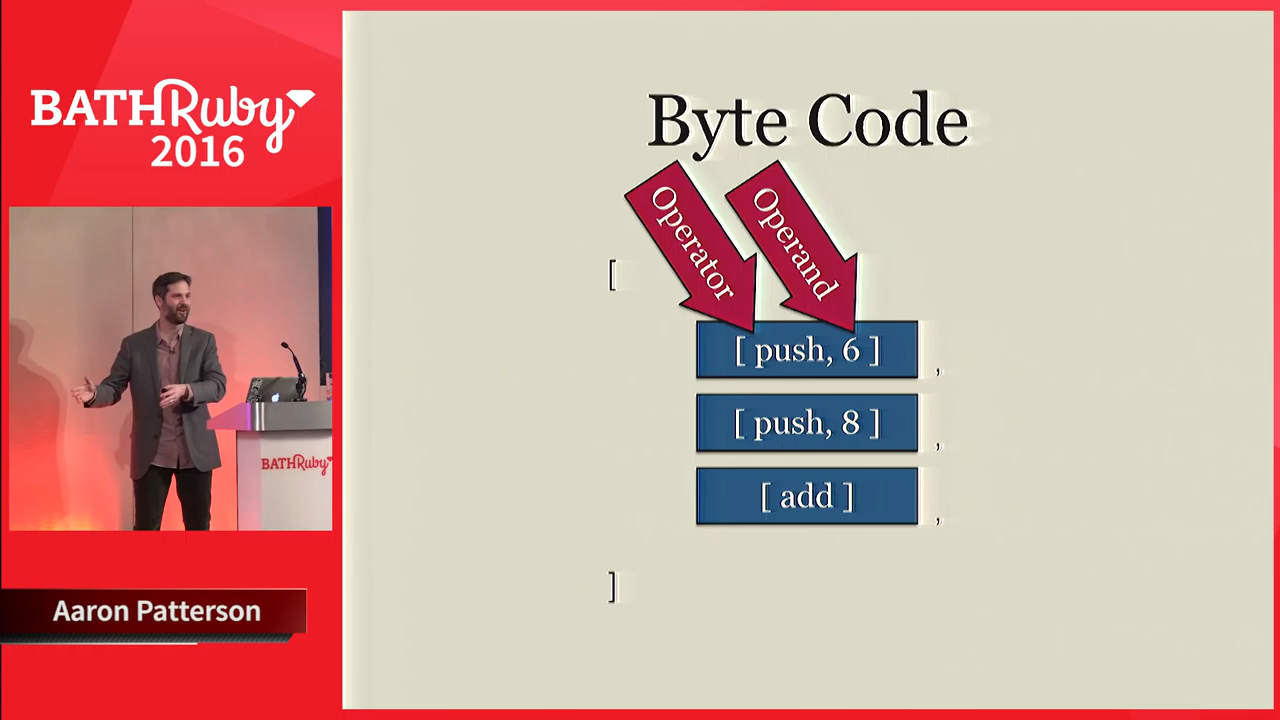 BATHRuby
2016
BATHRuby
Aaron Patterson
Byte Code
Operator
Operand
[
[ push, 6 ] ,
[ push, 8 ] ,
[ add ] ,
]